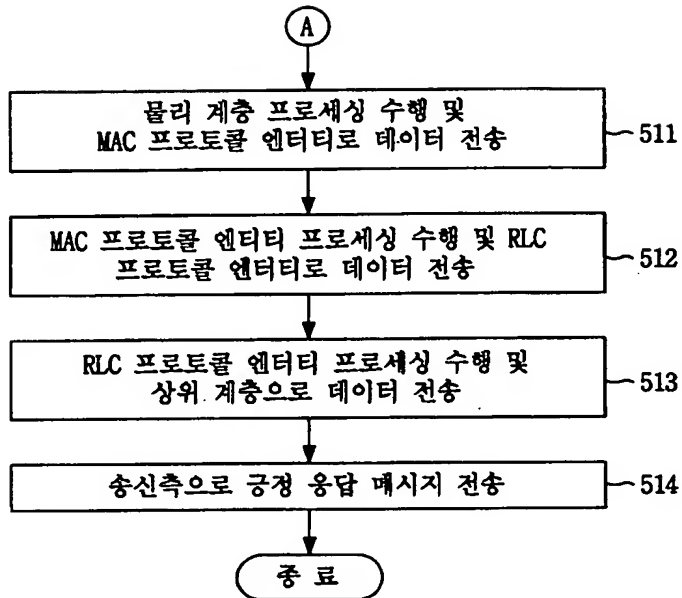 A
물리 계층 프로세싱 수행 및
MAC 프로토콜 엔터티로 데이터 전송
511
MAC 프로토콜 엔티티 프로세싱 수행 및 RLC
프로토콜 엔터티로 데이터 전송
512
RLC 프로토콜 엔터티 프로세싱 수행 및
상위 계층으로 데이터 전송
513
송신측으로 긍정 응답 메시지 전송
514
종 료